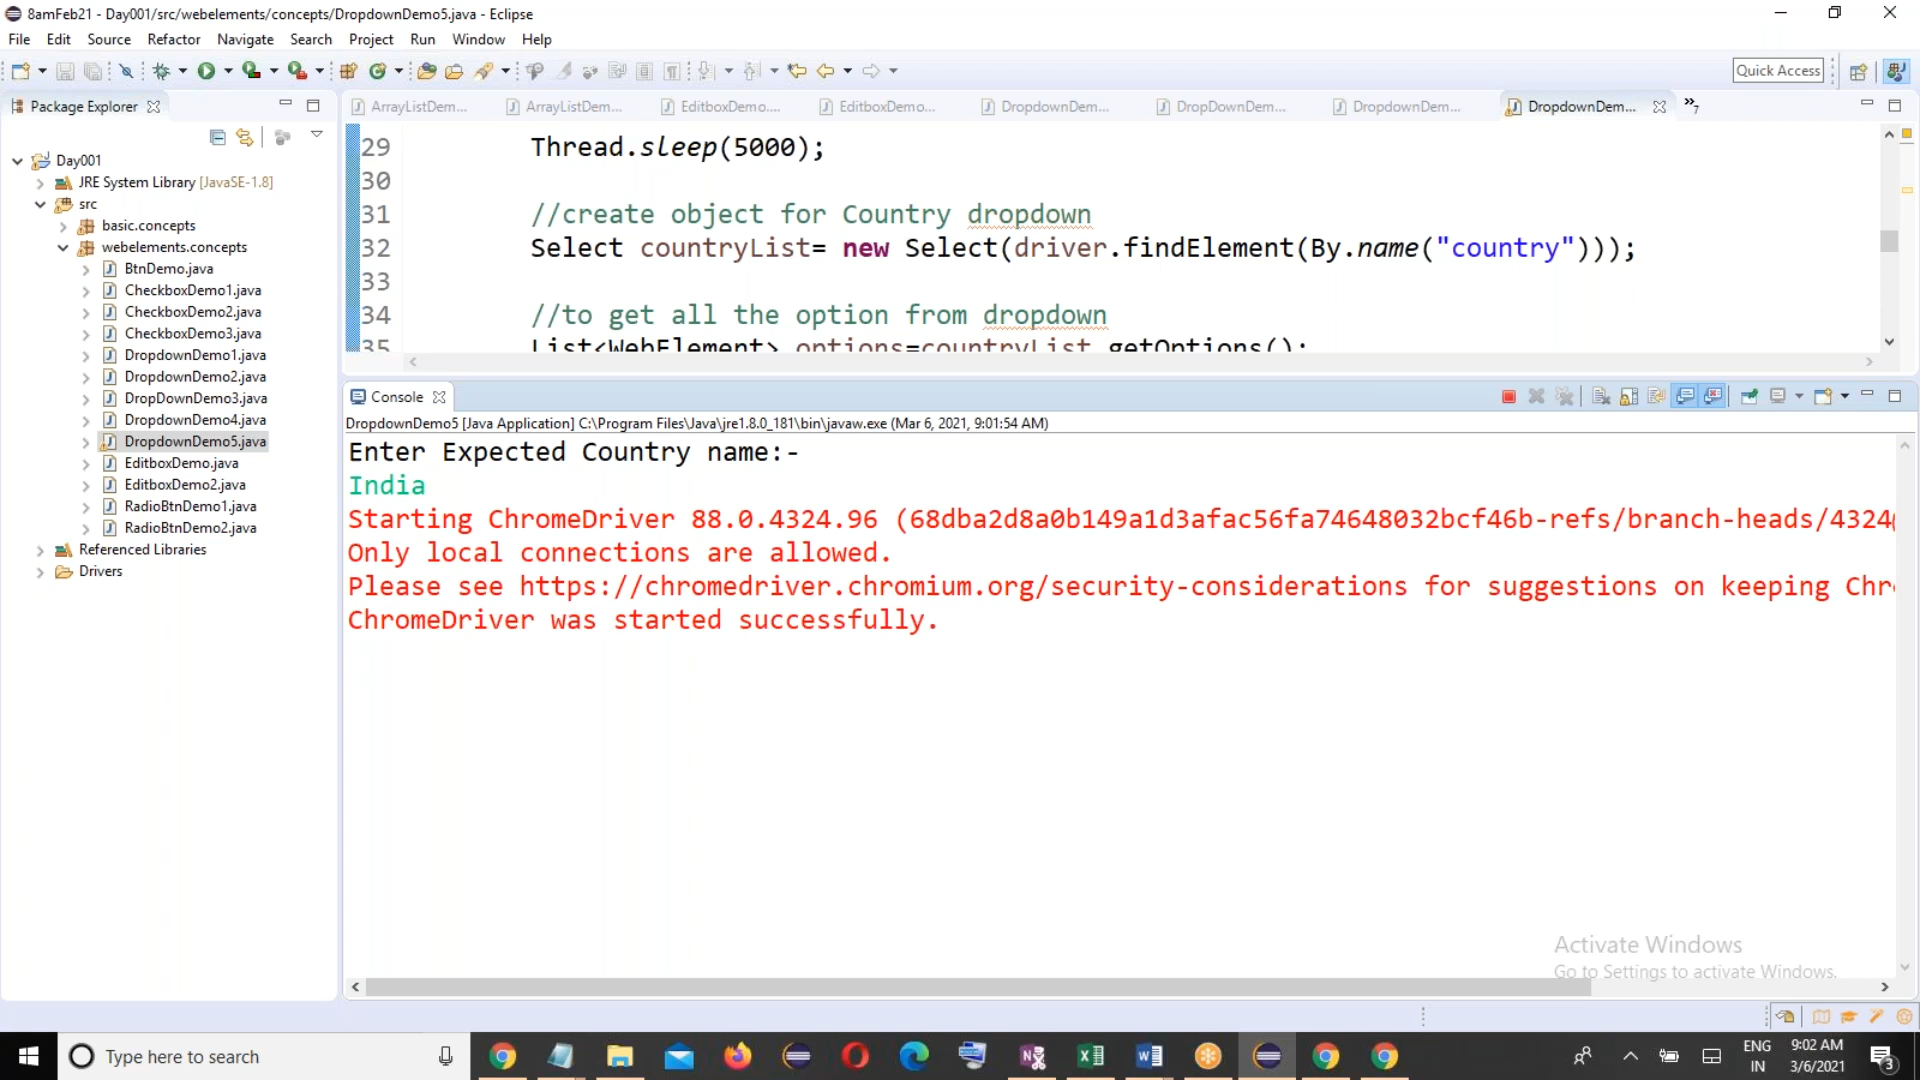 8amFeb21 - Day001/src/webelements/concepts/DropdownDemo5.java - Eclipse
File Edit Source Refactor Navigate Search Project Run Window Help
Quick Access
Package Explorer
ArrayListDem... ArrayListDem... EditboxDemo.... EditboxDemo... DropdownDem... DropDownDem... DropdownDem... DropdownDem... »7
Day001
JRE System Library [JavaSE-1.8]
src
basic.concepts
webelements.concepts
BtnDemo.java
CheckboxDemo1.java
CheckboxDemo2.java
CheckboxDemo3.java
DropdownDemo1.java
DropdownDemo2.java
DropDownDemo3.java
DropdownDemo4.java
DropdownDemo5.java
EditboxDemo.java
EditboxDemo2.java
RadioBtnDemo1.java
RadioBtnDemo2.java
Referenced Libraries
Drivers
29 Thread.sleep(5000);
30
31 //create object for Country dropdown
32 Select countryList= new Select(driver.findElement(By.name("country")));
33
34 //to get all the option from dropdown
35 List<WebElement> options=countryList.getOptions();
Console
DropdownDemo5 [Java Application] C:\Program Files\Java\jre1.8.0_181\bin\javaw.exe (Mar 6, 2021, 9:01:54 AM)
Enter Expected Country name:-
India
Starting ChromeDriver 88.0.4324.96 (68dba2d8a0b149a1d3afac56fa74648032bcf46b-refs/branch-heads/4324@
Only local connections are allowed.
Please see https://chromedriver.chromium.org/security-considerations for suggestions on keeping Chr
ChromeDriver was started successfully.
Activate Windows
Go to Settings to activate Windows.
Type here to search
ENG
IN
9:02 AM
3/6/2021
3